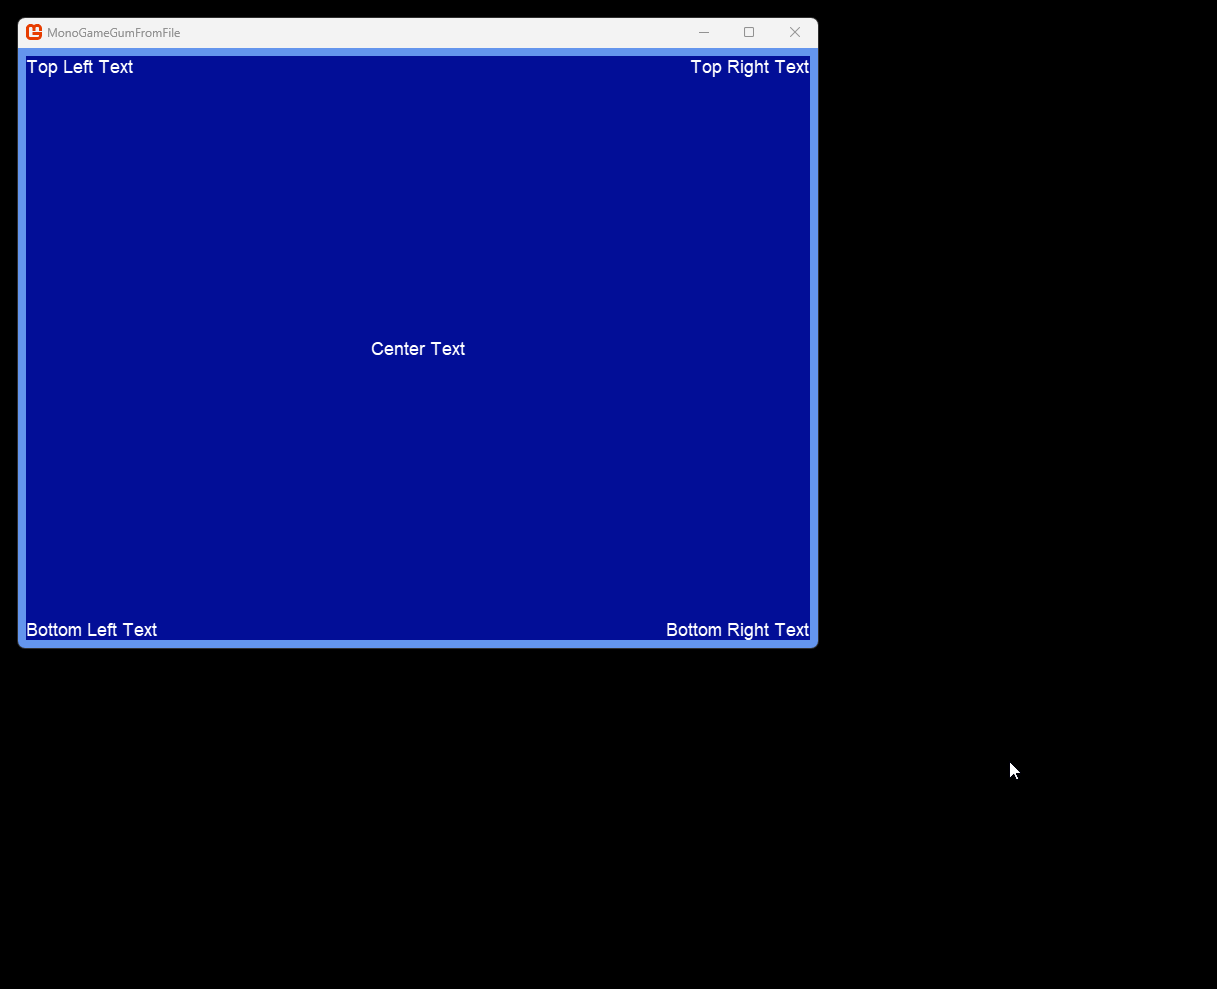 MonoGameGumFromFile
Top Left Text
Top Right Text
Center Text
Bottom Left Text
Bottom Right Text